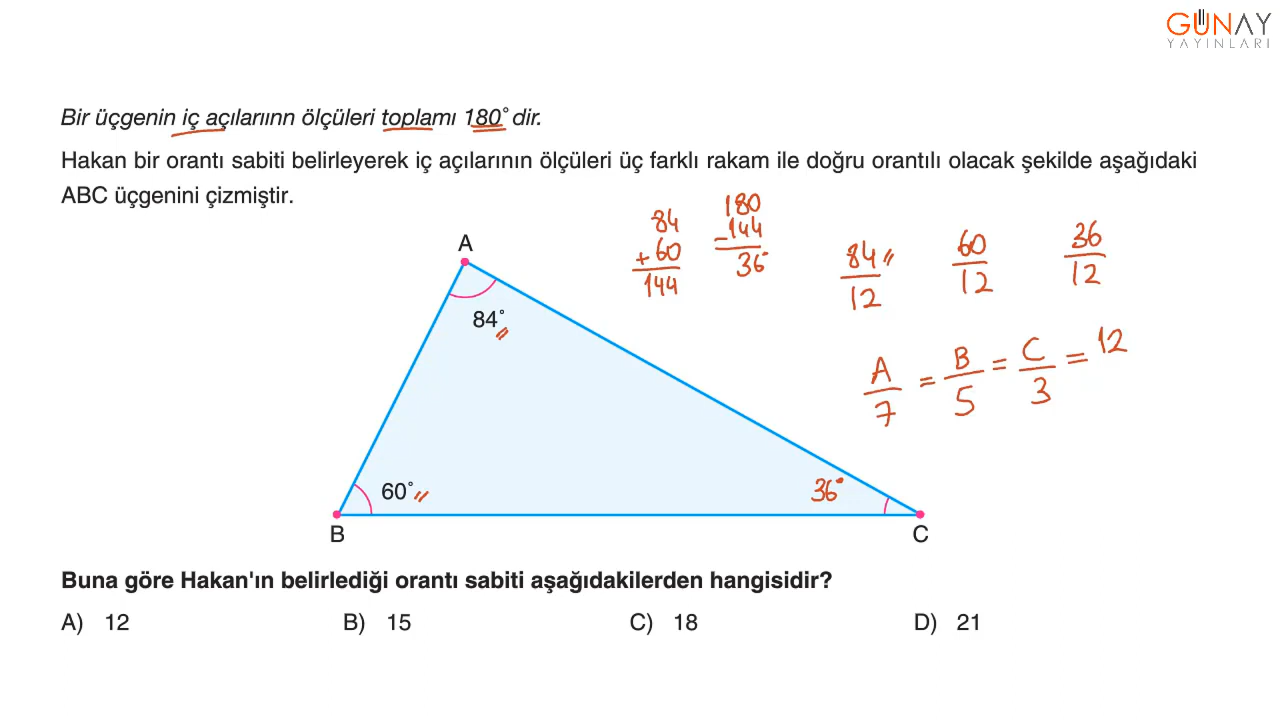 GÜNAY
YAYINLARI
Bir üçgenin iç açılarıınn ölçüleri toplamı 180° dir.
Hakan bir orantı sabiti belirleyerek iç açılarının ölçüleri üç farklı rakam ile doğru orantılı olacak şekilde aşağıdaki
ABC üçgenini çizmiştir.
84
+ 60
144
180
- 144
36°
84
12
60
12
36
12
A/7 = B/5 = C/3 = 12
A
84°
60°
36°
B
C
Buna göre Hakan'ın belirlediği orantı sabiti aşağıdakilerden hangisidir?
A) 12 B) 15 C) 18 D) 21